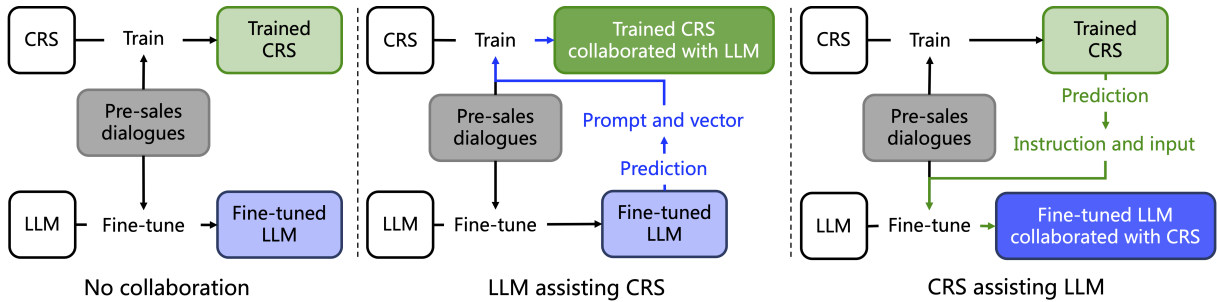 CRS
Train
Trained
CRS
Pre-sales
dialogues
LLM
Fine-tune
Fine-tuned
LLM
No collaboration
CRS
Train
Trained CRS
collaborated with LLM
Pre-sales
dialogues
Prompt and vector
Prediction
LLM
Fine-tune
Fine-tuned
LLM
LLM assisting CRS
CRS
Train
Trained
CRS
Prediction
Pre-sales
dialogues
Instruction and input
LLM
Fine-tune
Fine-tuned LLM
collaborated with CRS
CRS assisting LLM